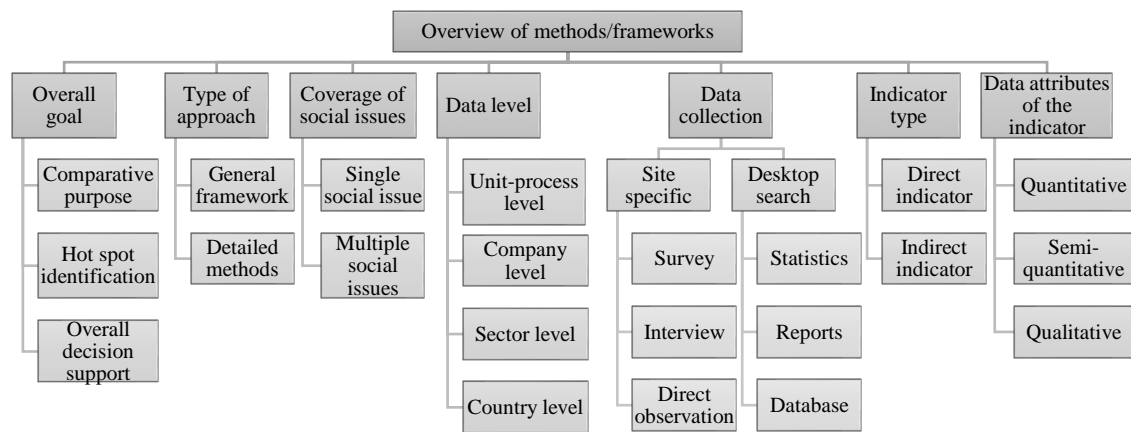 Overview of methods/frameworks
Overall
goal
Comparative
purpose
Hot spot
identification
Overall
decision
support
Type of
approach
General
framework
Detailed
methods
Coverage of
social issues
Single
social issue
Multiple
social
issues
Data level
Unit-process
level
Company
level
Sector level
Country level
Data
collection
Site
specific
Survey
Interview
Direct
observation
Desktop
search
Statistics
Reports
Database
Indicator
type
Direct
indicator
Indirect
indicator
Data attributes
of the
indicator
Quantitative
Semi-
quantitative
Qualitative